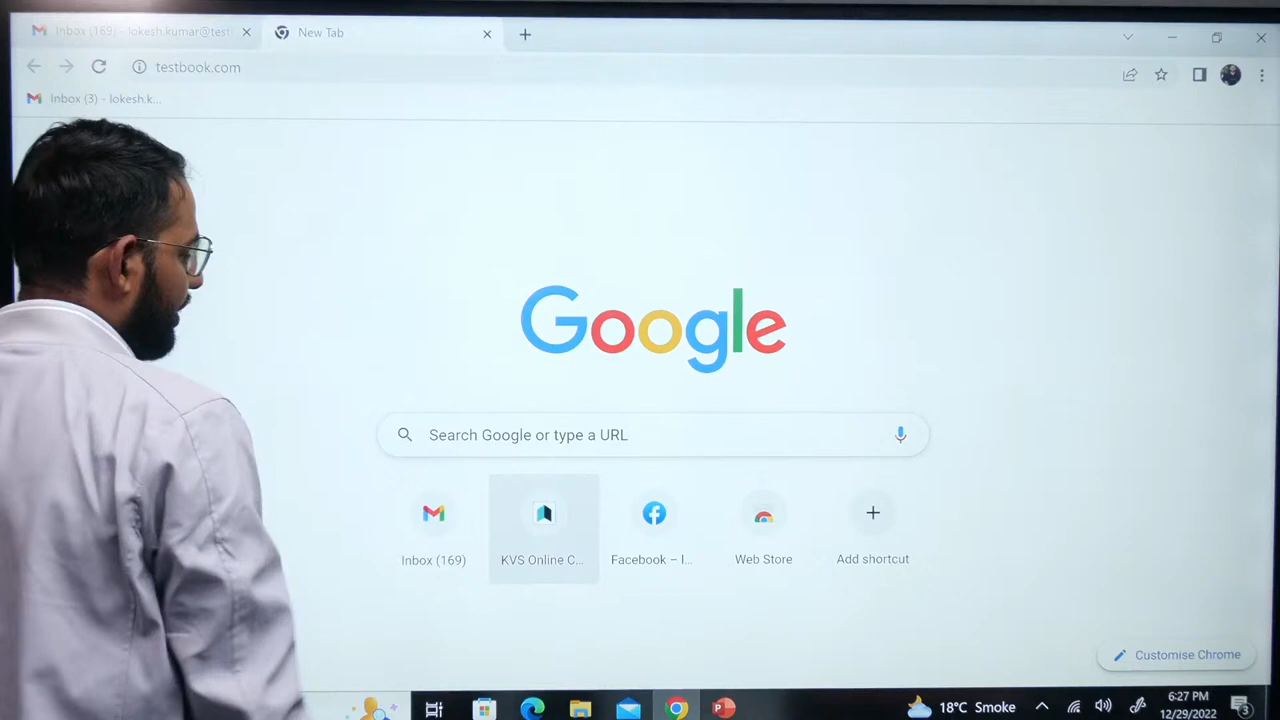 Inbox (169) - lokesh.kumar@test
New Tab
testbook.com
Inbox (3) - lokesh.k...
Google
Search Google or type a URL
Inbox (169)
KVS Online C...
Facebook – l...
Web Store
Add shortcut
Customise Chrome
18°C Smoke
6:27 PM
12/29/2022
3